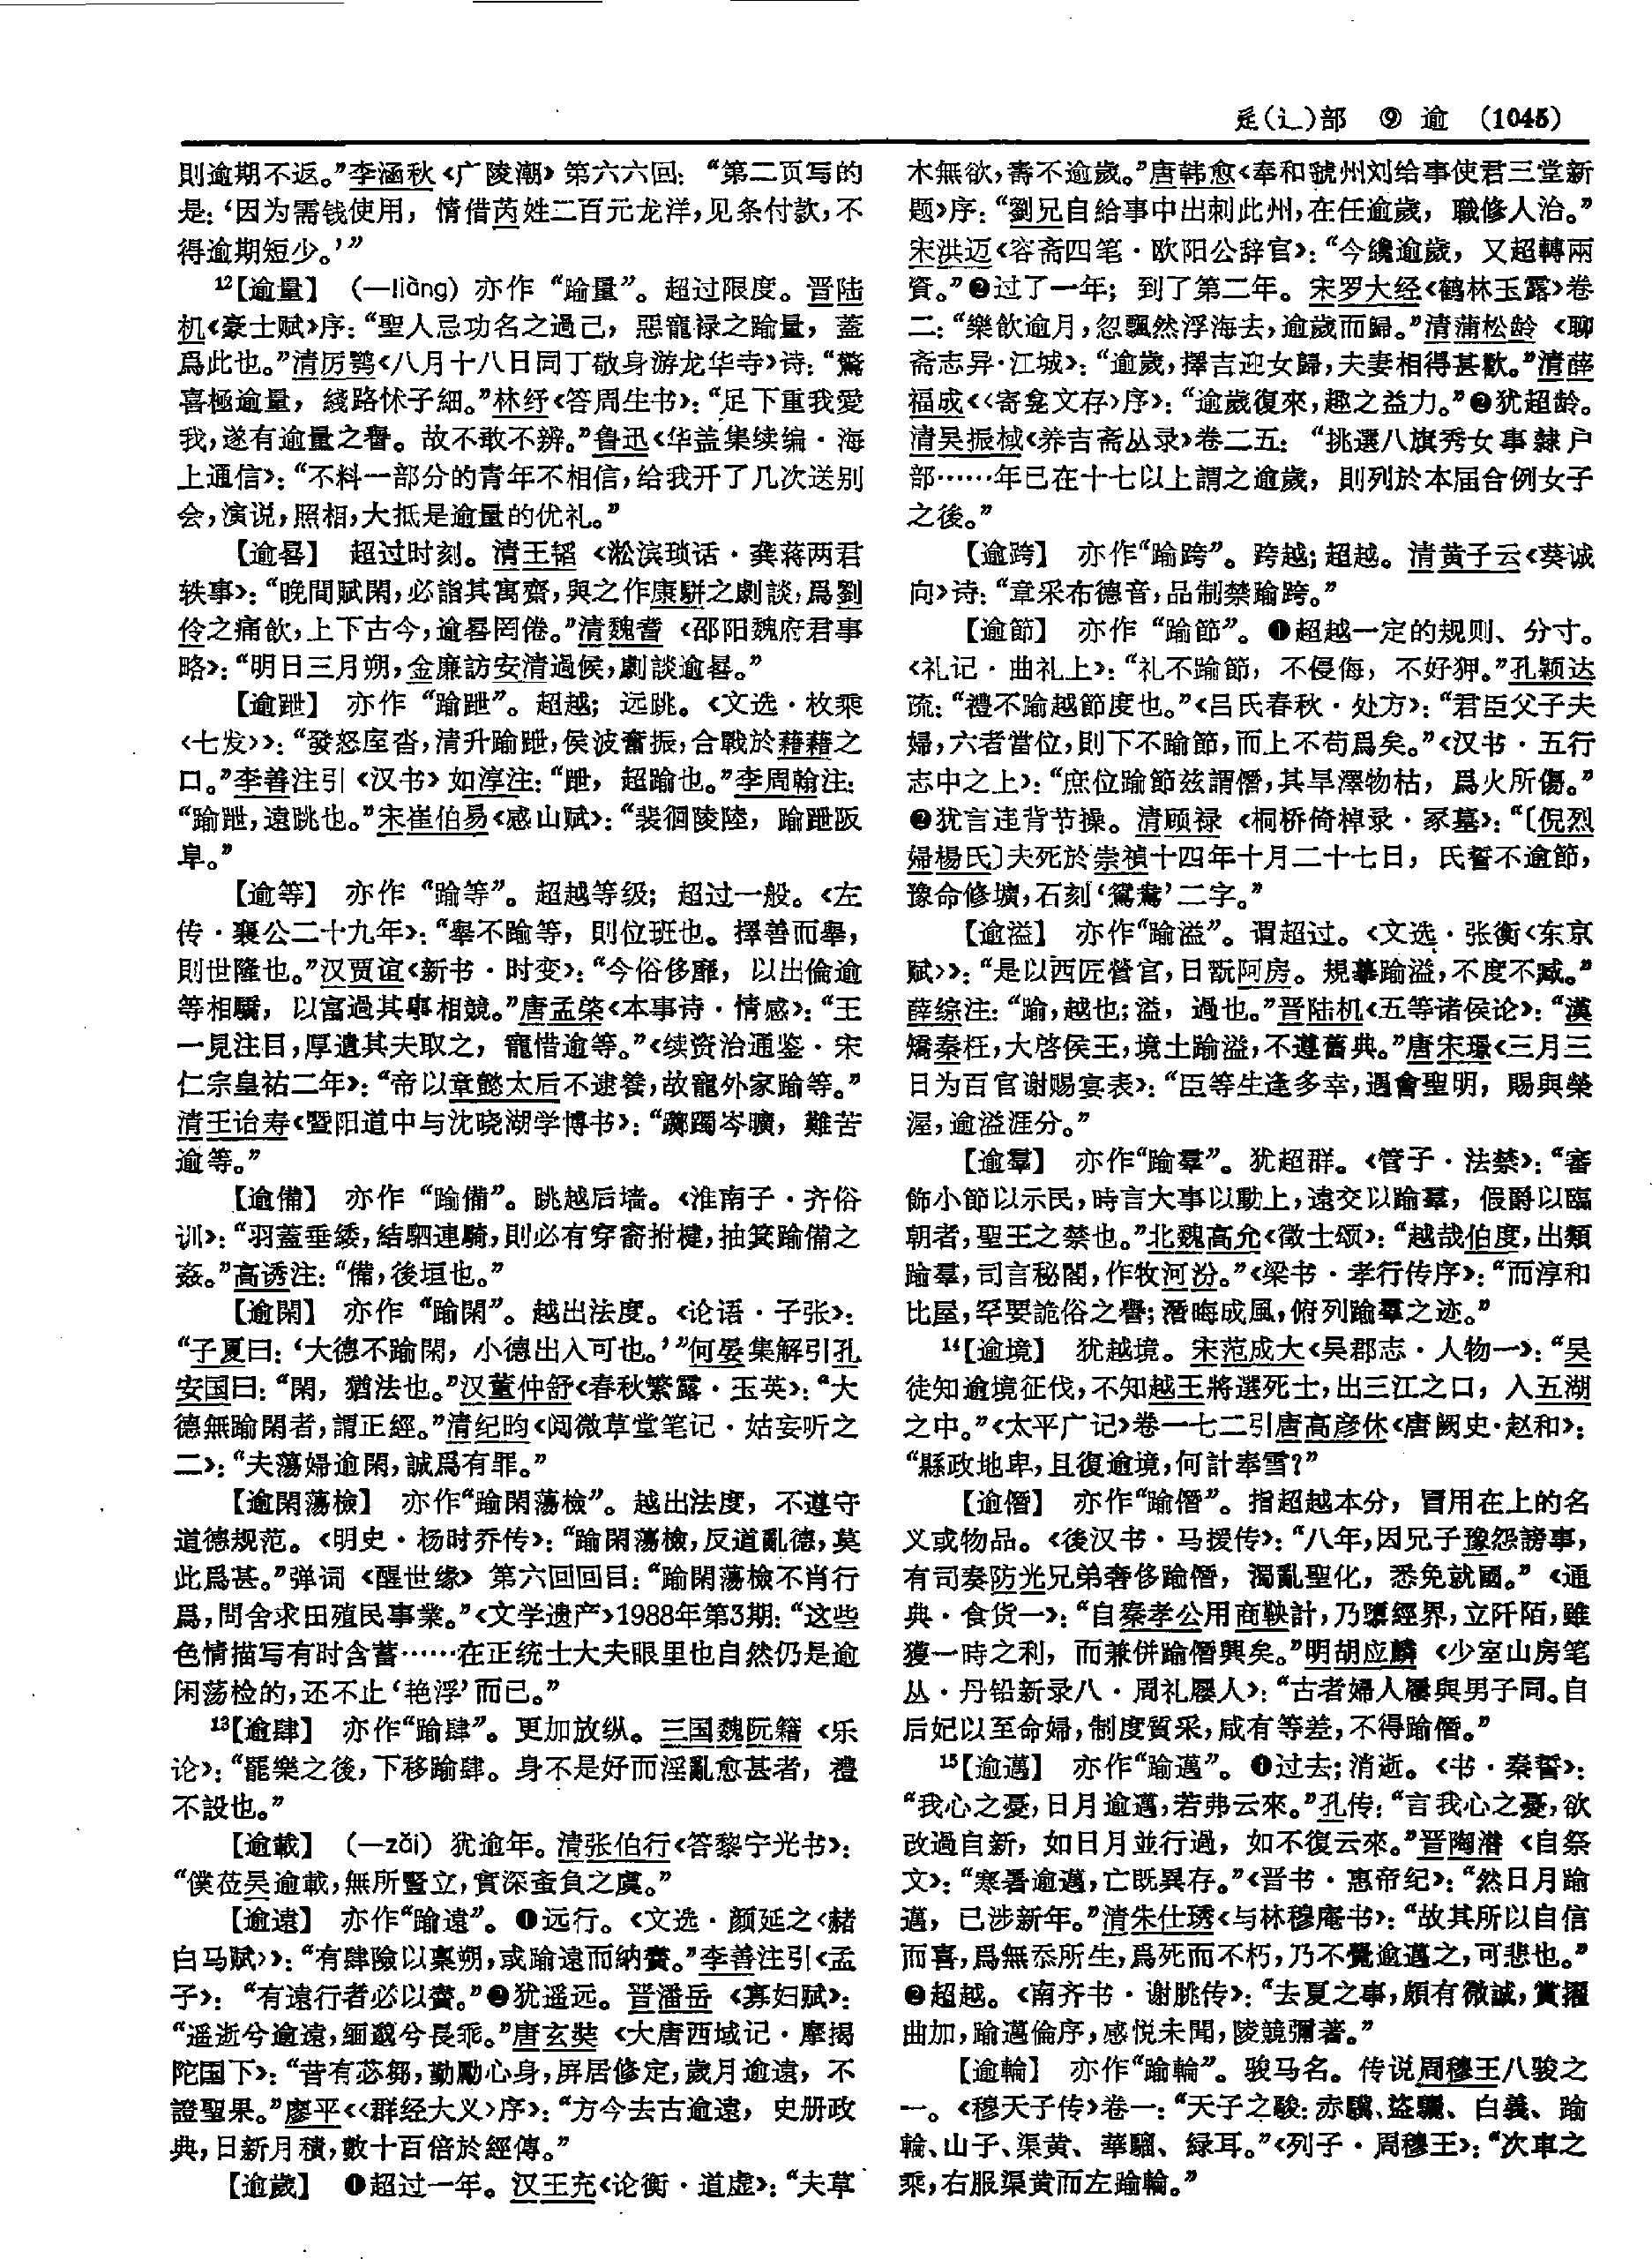 辵(辶)部 ⑨ 逾 (1045)
則逾期不返。”李涵秋《广陵潮》第六六回：“第二页写的
是：‘因为需钱使用，情借芮姓二百元龙洋，见条付款，不
得逾期短少。’”
12【逾量】 (—liàng) 亦作“踰量”。超过限度。晋陆
机《豪士赋》序：“聖人忌功名之過己，惡寵禄之踰量，蓋
爲此也。”清厉鹗《八月十八日同丁敬身游龙华寺》诗：“驚
喜極逾量，綫路怵子細。”林纾《答周生书》：“足下重我愛
我，遂有逾量之譽。故不敢不辨。”鲁迅《华盖集续编·海
上通信》：“不料一部分的青年不相信，给我开了几次送别
会，演说，照相，大抵是逾量的优礼。”
【逾晷】 超过时刻。清王韬《淞滨琐话·龚蒋两君
轶事》：“晚間賦閑，必詣其寓齋，與之作康駢之劇談，爲劉
伶之痛飲，上下古今，逾晷罔倦。”清魏耆《邵阳魏府君事
略》：“明日三月朔，金廉訪安清過候，劇談逾晷。”
【逾跇】 亦作“踰跇”。超越；远跳。《文选·枚乘
〈七发〉》：“發怒庢沓，清升踰跇，侯波奮振，合戰於藉藉之
口。”李善注引《汉书》如淳注：“跇，超踰也。”李周翰注：
“踰跇，遠跳也。”宋崔伯易《感山赋》：“裴徊陵陸，踰跇阪
阜。”
【逾等】 亦作“踰等”。超越等级；超过一般。《左
传·襄公二十九年》：“舉不踰等，則位班也。擇善而舉，
則世隆也。”汉贾谊《新书·时变》：“今俗侈靡，以出倫逾
等相驕，以富過其事相競。”唐孟棨《本事诗·情感》：“王
一見注目，厚遺其夫取之，寵惜逾等。”《续资治通鉴·宋
仁宗皇祐二年》：“帝以章懿太后不逮養，故寵外家踰等。”
清王诒寿《暨阳道中与沈晓湖学博书》：“躑躅岑曠，難苦
逾等。”
【逾備】 亦作“踰備”。跳越后墙。《淮南子·齐俗
训》：“羽蓋垂緌，結駟連騎，則必有穿窬拊楗，抽箕踰備之
姦。”高诱注：“備，後垣也。”
【逾閑】 亦作“踰閑”。越出法度。《论语·子张》：
“子夏曰：‘大德不踰閑，小德出入可也。’”何晏集解引孔
安国曰：“閑，猶法也。”汉董仲舒《春秋繁露·玉英》：“大
德無踰閑者，謂正經。”清纪昀《阅微草堂笔记·姑妄听之
二》：“夫蕩婦逾閑，誠爲有罪。”
【逾閑蕩檢】 亦作“踰閑蕩檢”。越出法度，不遵守
道德规范。《明史·杨时乔传》：“踰閑蕩檢，反道亂德，莫
此爲甚。”弹词《醒世缘》第六回回目：“踰閑蕩檢不肖行
爲，問舍求田殖民事業。”《文学遗产》1988年第3期：“这些
色情描写有时含蓄……在正统士大夫眼里也自然仍是逾
闲荡检的，还不止‘艳浮’而已。”
13【逾肆】 亦作“踰肆”。更加放纵。三国魏阮籍《乐
论》：“罷樂之後，下移踰肆。身不是好而淫亂愈甚者，禮
不設也。”
【逾載】 (—zǎi) 犹逾年。清张伯行《答黎宁光书》：
“僕莅吴逾載，無所豎立，實深蚉負之虞。”
【逾遠】 亦作“踰遠”。❶远行。《文选·颜延之〈赭
白马赋〉》：“有肆險以稟朔，或踰遠而納賮。”李善注引《孟
子》：“有遠行者必以賮。”❷犹遥远。晋潘岳《寡妇赋》：
“遥逝兮逾遠，緬邈兮長乖。”唐玄奘《大唐西域记·摩揭
陀国下》：“昔有苾芻，勤勵心身，屏居修定，歲月逾遠，不
證聖果。”廖平《〈群经大义〉序》：“方今去古逾遠，史册政
典，日新月積，數十百倍於經傳。”
【逾歲】 ❶超过一年。汉王充《论衡·道虚》：“夫草
木無欲，壽不逾歲。”唐韩愈《奉和虢州刘给事使君三堂新
题》序：“劉兄自給事中出刺此州，在任逾歲，職修人治。”
宋洪迈《容斋四笔·欧阳公辞官》：“今纔逾歲，又超轉兩
資。”❷过了一年；到了第二年。宋罗大经《鹤林玉露》卷
二：“樂飲逾月，忽飄然浮海去，逾歲而歸。”清蒲松龄《聊
斋志异·江城》：“逾歲，擇吉迎女歸，夫妻相得甚歡。”清薛
福成《〈寄龛文存〉序》：“逾歲復來，趣之益力。”❷犹超龄。
清吴振棫《养吉斋丛录》卷二五：“挑選八旗秀女事隸户
部……年已在十七以上謂之逾歲，則列於本届合例女子
之後。”
【逾跨】 亦作“踰跨”。跨越；超越。清黄子云《葵诚
向》诗：“章采布德音，品制禁踰跨。”
【逾節】 亦作“踰節”。❶超越一定的规则、分寸。
《礼记·曲礼上》：“礼不踰節，不侵侮，不好狎。”孔颖达
疏：“禮不踰越節度也。”《吕氏春秋·处方》：“君臣父子夫
婦，六者當位，則下不踰節，而上不苟爲矣。”《汉书·五行
志中之上》：“庶位踰節兹謂僭，其旱澤物枯，爲火所傷。”
❷犹言违背节操。清顾禄《桐桥倚棹录·冢墓》：“〔倪烈
婦楊氏〕夫死於崇禎十四年十月二十七日，氏誓不逾節，
豫命修壙，石刻‘鴛鴦’二字。”
【逾溢】 亦作“踰溢”。谓超过。《文选·张衡〈东京
赋〉》：“是以西匠營宫，目翫阿房。規摹踰溢，不度不臧。”
薛综注：“踰，越也；溢，過也。”晋陆机《五等诸侯论》：“漢
矯秦枉，大啓侯王，境土踰溢，不遵舊典。”唐宋璟《三月三
日为百官谢赐宴表》：“臣等生逢多幸，遇會聖明，賜與榮
渥，逾溢涯分。”
【逾羣】 亦作“踰羣”。犹超群。《管子·法禁》：“審
飾小節以示民，時言大事以動上，遠交以踰羣，假爵以臨
朝者，聖王之禁也。”北魏高允《徵士颂》：“越哉伯度，出類
踰羣，司言秘閣，作牧河汾。”《梁书·孝行传序》：“而淳和
比屋，罕要詭俗之譽；潛晦成風，俯列踰羣之迹。”
14【逾境】 犹越境。宋范成大《吴郡志·人物一》：“吴
徒知逾境征伐，不知越王將選死士，出三江之口，入五湖
之中。”《太平广记》卷一七二引唐高彦休《唐阙史·赵和》：
“縣政地卑，且復逾境，何計奉雪？”
【逾僭】 亦作“踰僭”。指超越本分，冒用在上的名
义或物品。《後汉书·马援传》：“八年，因兄子豫怨謗事，
有司奏防光兄弟奢侈踰僭，濁亂聖化，悉免就國。”《通
典·食货一》：“自秦孝公用商鞅計，乃隳經界，立阡陌，雖
獲一時之利，而兼併踰僭興矣。”明胡应麟《少室山房笔
丛·丹铅新录八·周礼屦人》：“古者婦人屨與男子同。自
后妃以至命婦，制度質采，咸有等差，不得踰僭。”
15【逾邁】 亦作“踰邁”。❶过去；消逝。《书·秦誓》：
“我心之憂，日月逾邁，若弗云來。”孔传：“言我心之憂，欲
改過自新，如日月並行過，如不復云來。”晋陶潜《自祭
文》：“寒暑逾邁，亡既異存。”《晋书·惠帝纪》：“然日月踰
邁，已涉新年。”清朱仕琇《与林穆庵书》：“故其所以自信
而喜，爲無忝所生，爲死而不朽，乃不覺逾邁之，可悲也。”
❷超越。《南齐书·谢朓传》：“去夏之事，頗有微誠，賞擢
曲加，踰邁倫序，感悦未聞，陵競彌著。”
【逾輪】 亦作“踰輪”。骏马名。传说周穆王八骏之
一。《穆天子传》卷一：“天子之駿：赤驥、盜驪、白義、踰
輪、山子、渠黄、華騮、緑耳。”《列子·周穆王》：“次車之
乘，右服渠黄而左踰輪。”